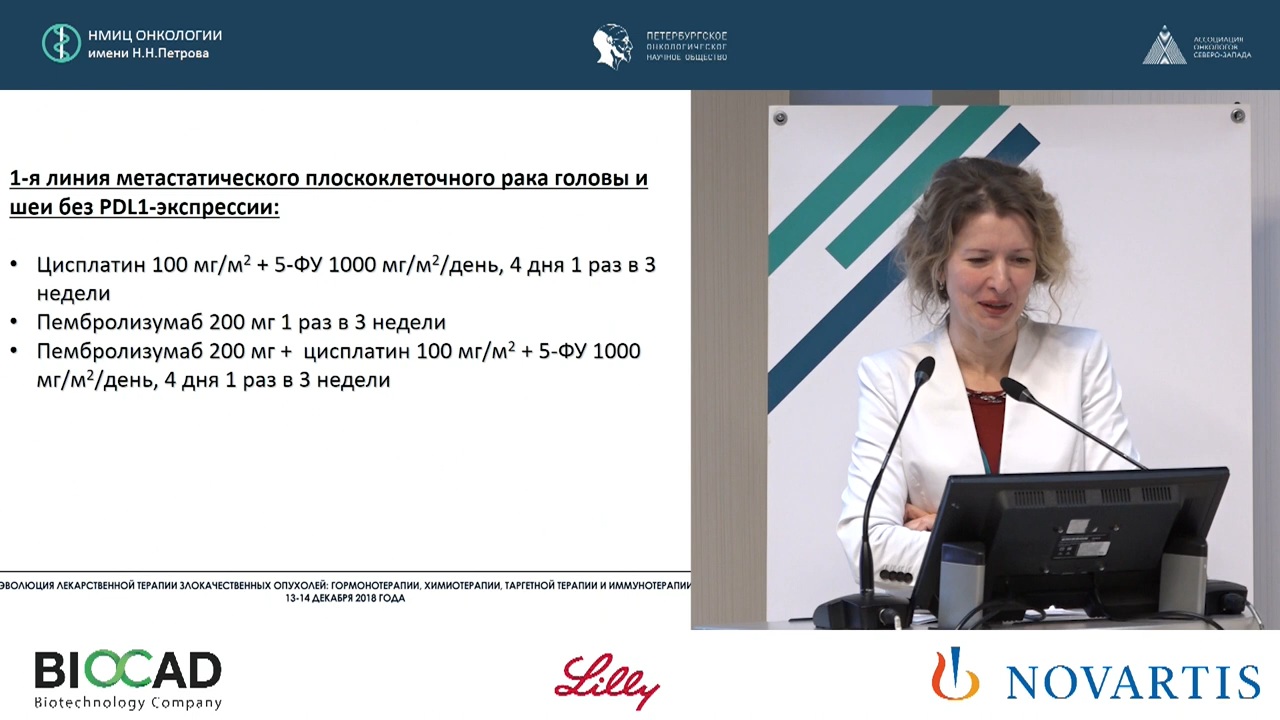 НМИЦ ОНКОЛОГИИ
имени Н.Н.Петрова
ПЕТЕРБУРГСКОЕ
ОНКОЛОГИЧЕСКОЕ
НАУЧНОЕ ОБЩЕСТВО
АССОЦИАЦИЯ
ОНКОЛОГОВ
СЕВЕРО-ЗАПАДА
1-я линия метастатического плоскоклеточного рака головы и
шеи без PDL1-экспрессии:
• Цисплатин 100 мг/м² + 5-ФУ 1000 мг/м²/день, 4 дня 1 раз в 3
недели
• Пембролизумаб 200 мг 1 раз в 3 недели
• Пембролизумаб 200 мг + цисплатин 100 мг/м² + 5-ФУ 1000
мг/м²/день, 4 дня 1 раз в 3 недели
ЭВОЛЮЦИЯ ЛЕКАРСТВЕННОЙ ТЕРАПИИ ЗЛОКАЧЕСТВЕННЫХ ОПУХОЛЕЙ: ГОРМОНОТЕРАПИИ, ХИМИОТЕРАПИИ, ТАРГЕТНОЙ ТЕРАПИИ И ИММУНОТЕРАПИИ
13-14 ДЕКАБРЯ 2018 ГОДА
BIOCAD
Biotechnology Company
Lilly
NOVARTIS